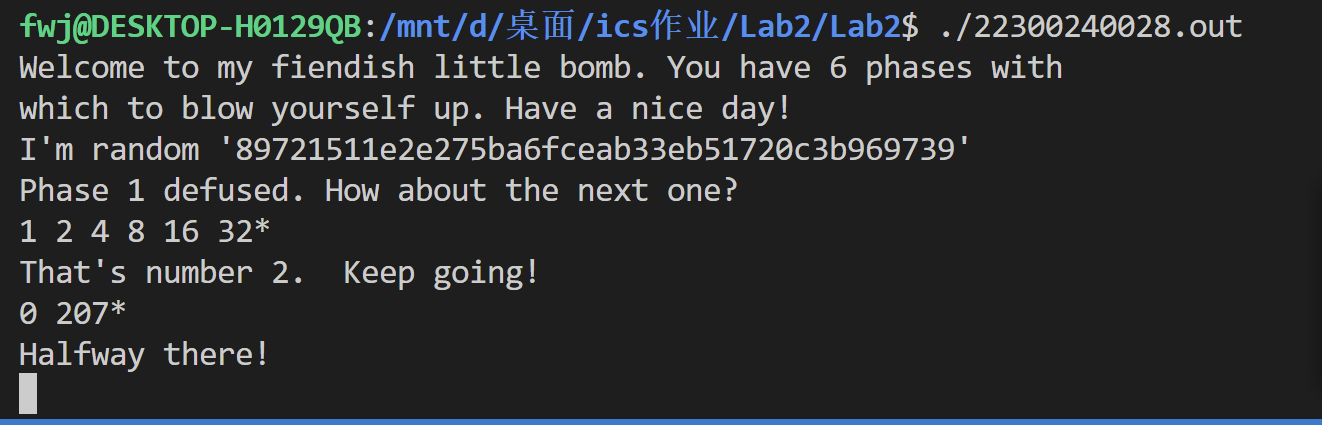 fwj@DESKTOP-H0129QB:/mnt/d/桌面/ics作业/Lab2/Lab2$ ./22300240028.out
Welcome to my fiendish little bomb. You have 6 phases with
which to blow yourself up. Have a nice day!
I'm random '89721511e2e275ba6fceab33eb51720c3b969739'
Phase 1 defused. How about the next one?
1 2 4 8 16 32*
That's number 2.  Keep going!
0 207*
Halfway there!